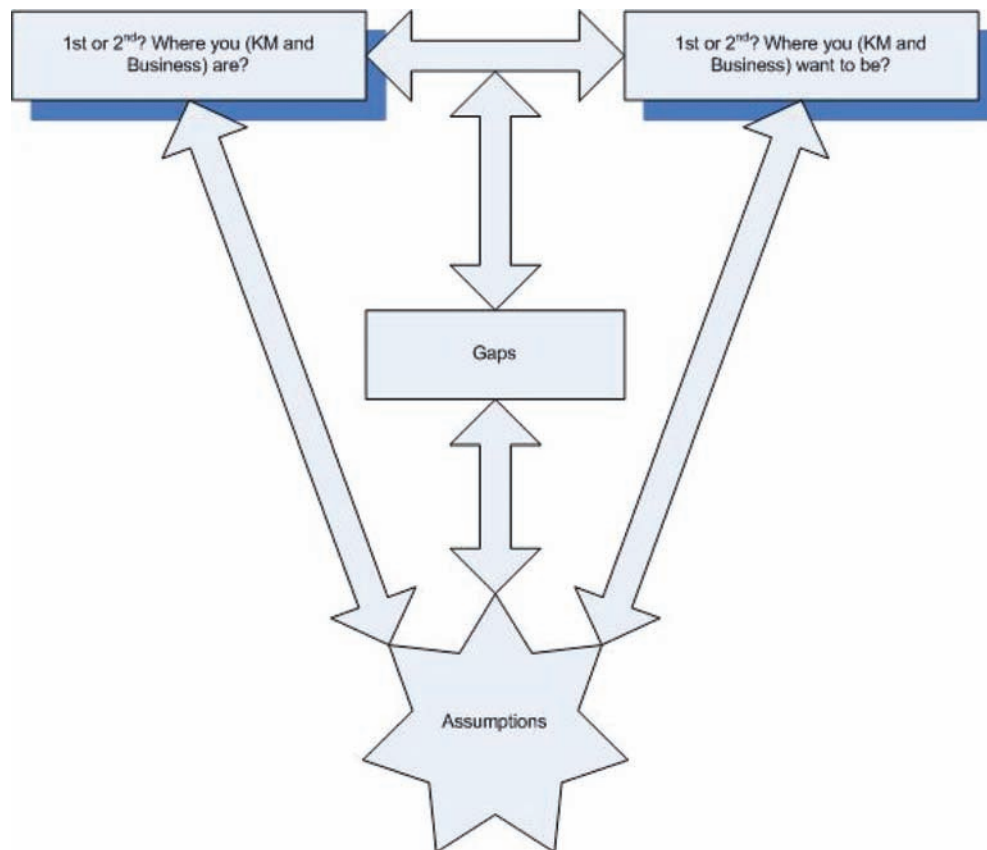 1st or 2nd? Where you (KM and
Business) are?
1st or 2nd? Where you (KM and
Business) want to be?
Gaps
Assumptions